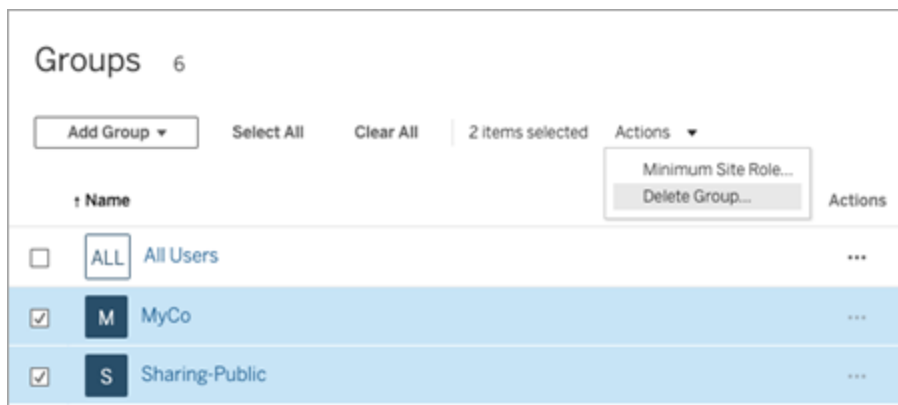 Groups 6
Add Group ▾ Select All Clear All 2 items selected Actions ▾
Minimum Site Role...
Delete Group...
↑ Name Actions
ALL All Users ...
M MyCo ...
S Sharing-Public ...